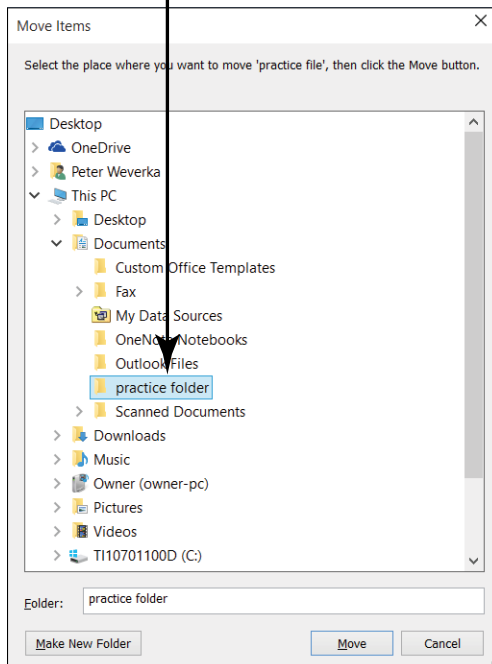 Move Items
Select the place where you want to move 'practice file', then click the Move button.
Desktop
OneDrive
Peter Weverka
This PC
Desktop
Documents
Custom Office Templates
Fax
My Data Sources
OneNote Notebooks
Outlook Files
practice folder
Scanned Documents
Downloads
Music
Owner (owner-pc)
Pictures
Videos
TI10701100D (C:)
Folder: practice folder
Make New Folder Move Cancel